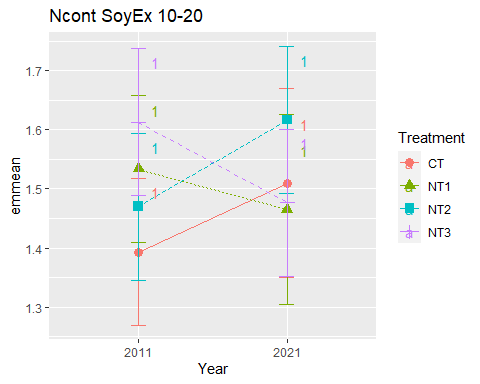 Ncont SoyEx 10-20
emmean
1.7
1.6
1.5
1.4
1.3
1
1
1
1
1
1
1
1
2011
2021
Year
Treatment
a CT
a NT1
a NT2
a NT3